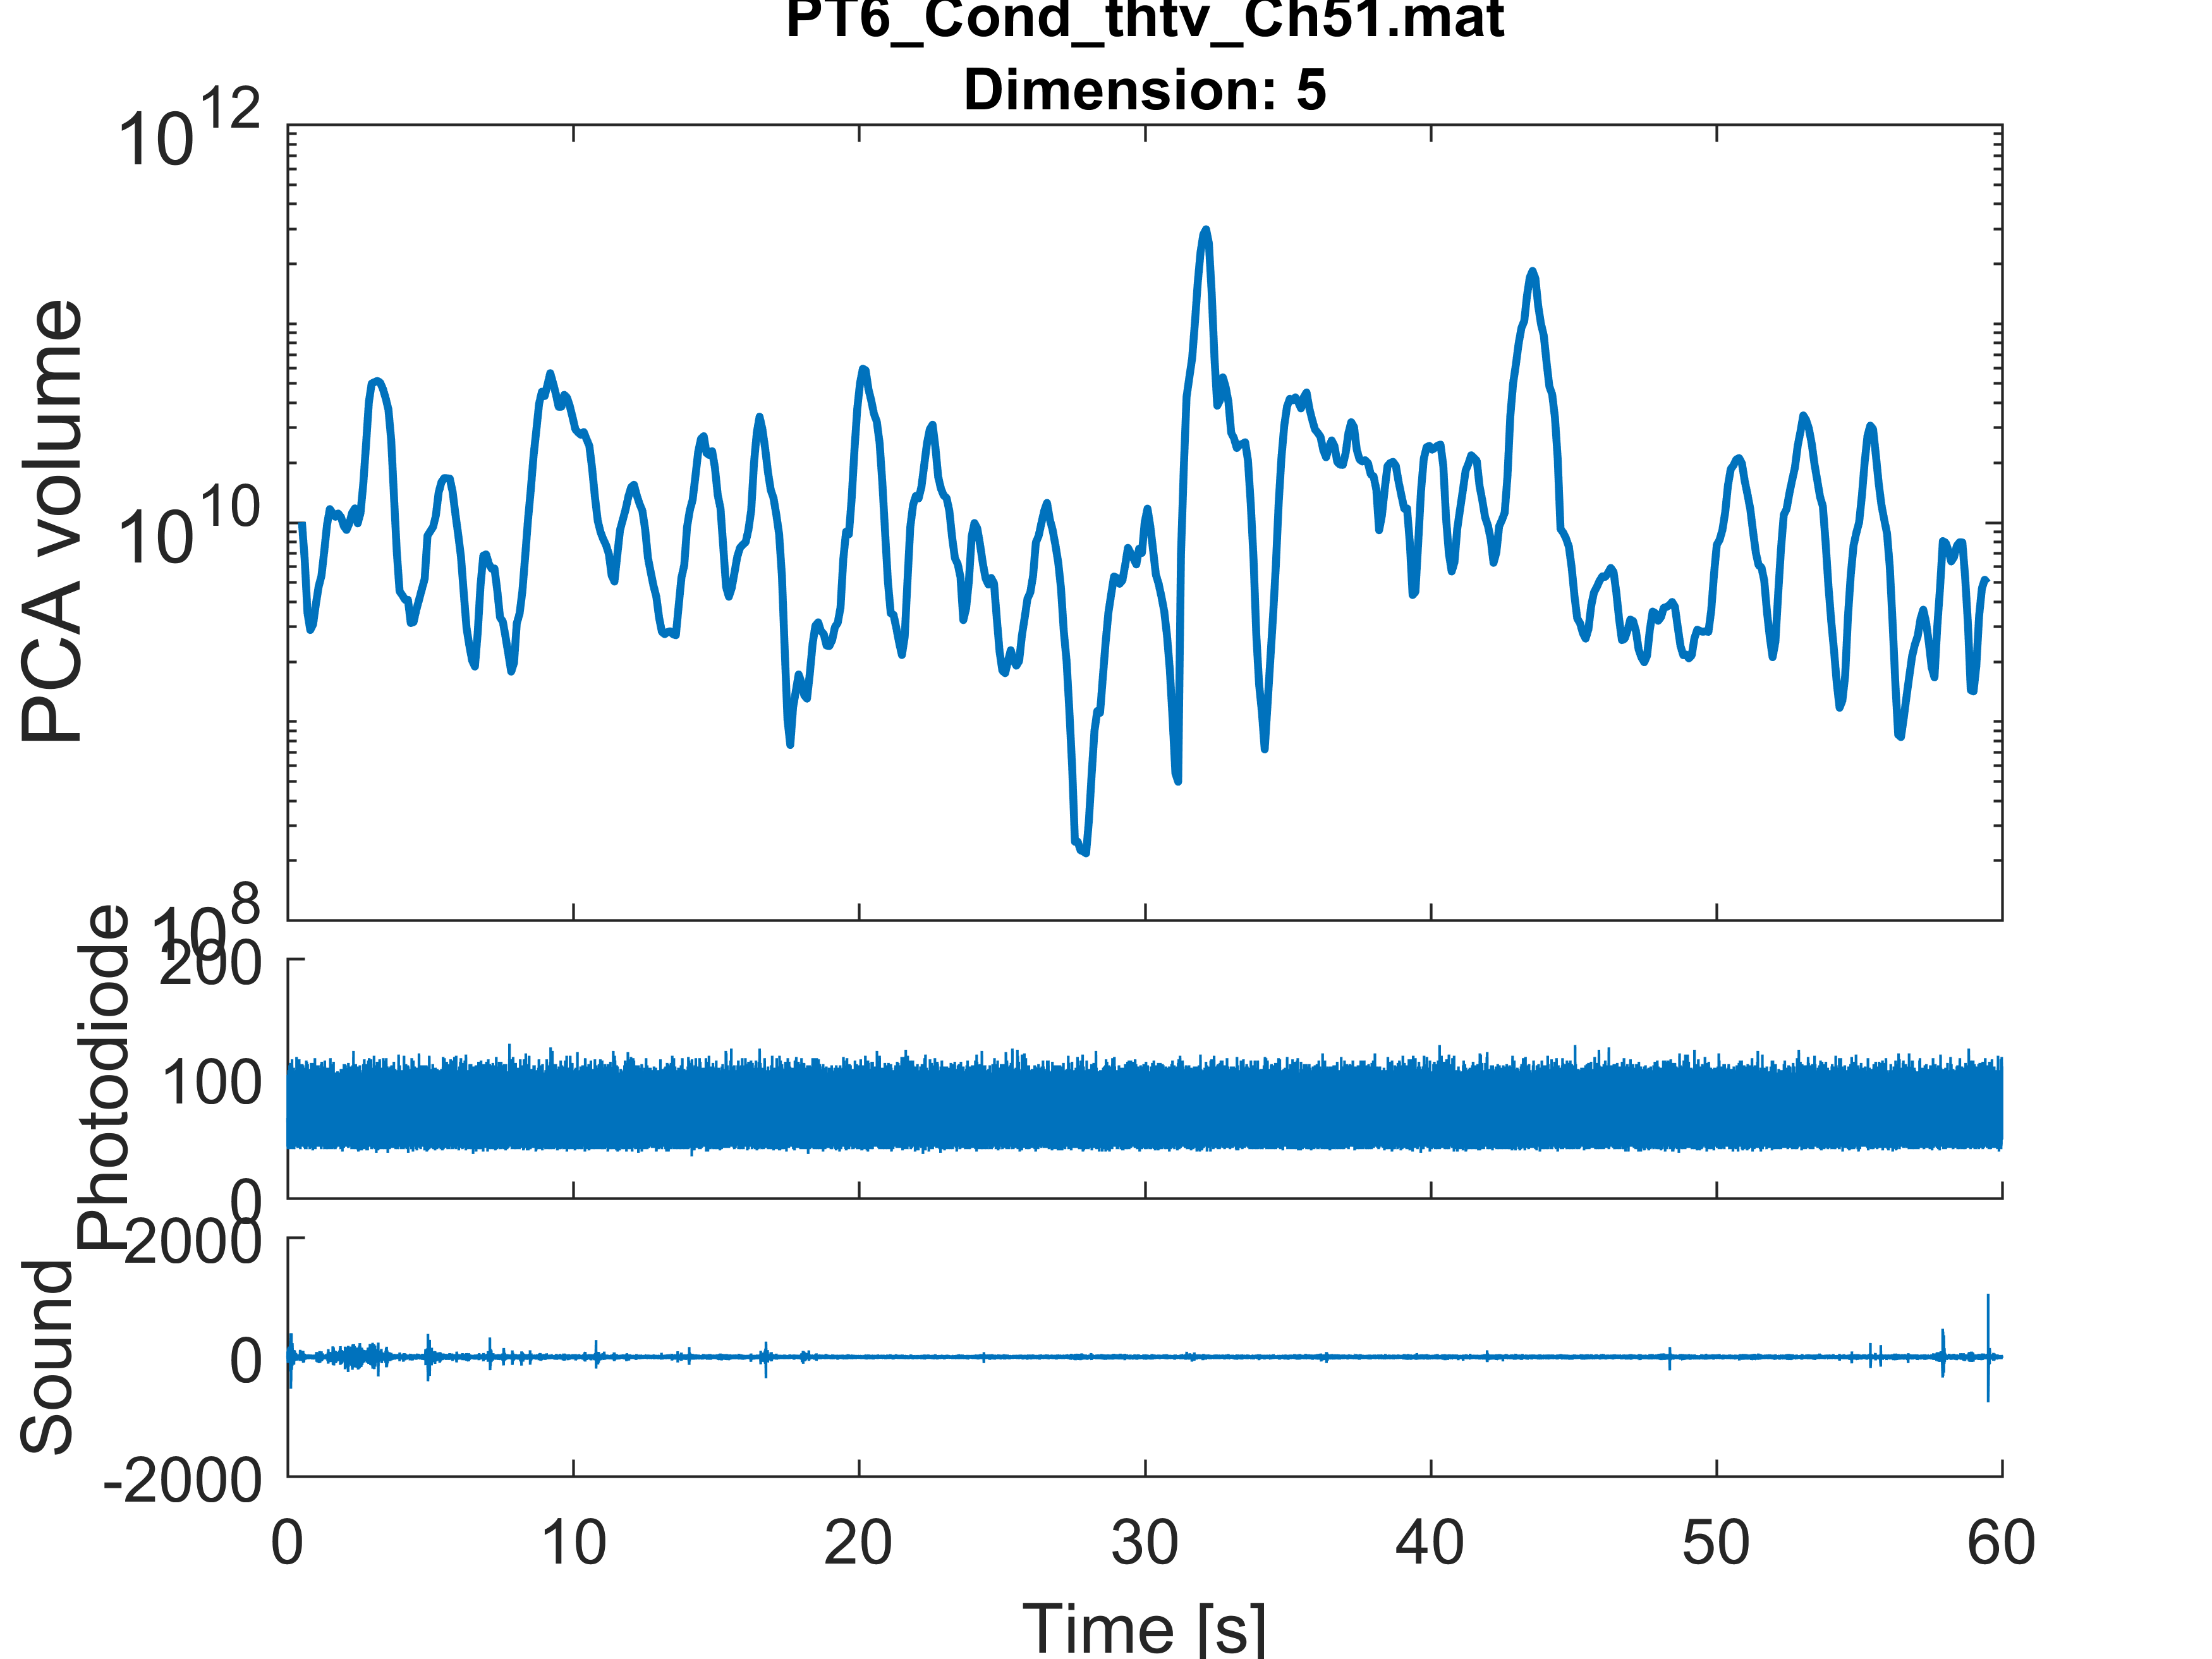 PT6_Cond_thtv_Ch51.mat
Dimension: 5
10^12
10^10
10^8
PCA volume
200
100
0
Photodiode
2000
0
-2000
Sound
0 10 20 30 40 50 60
Time [s]